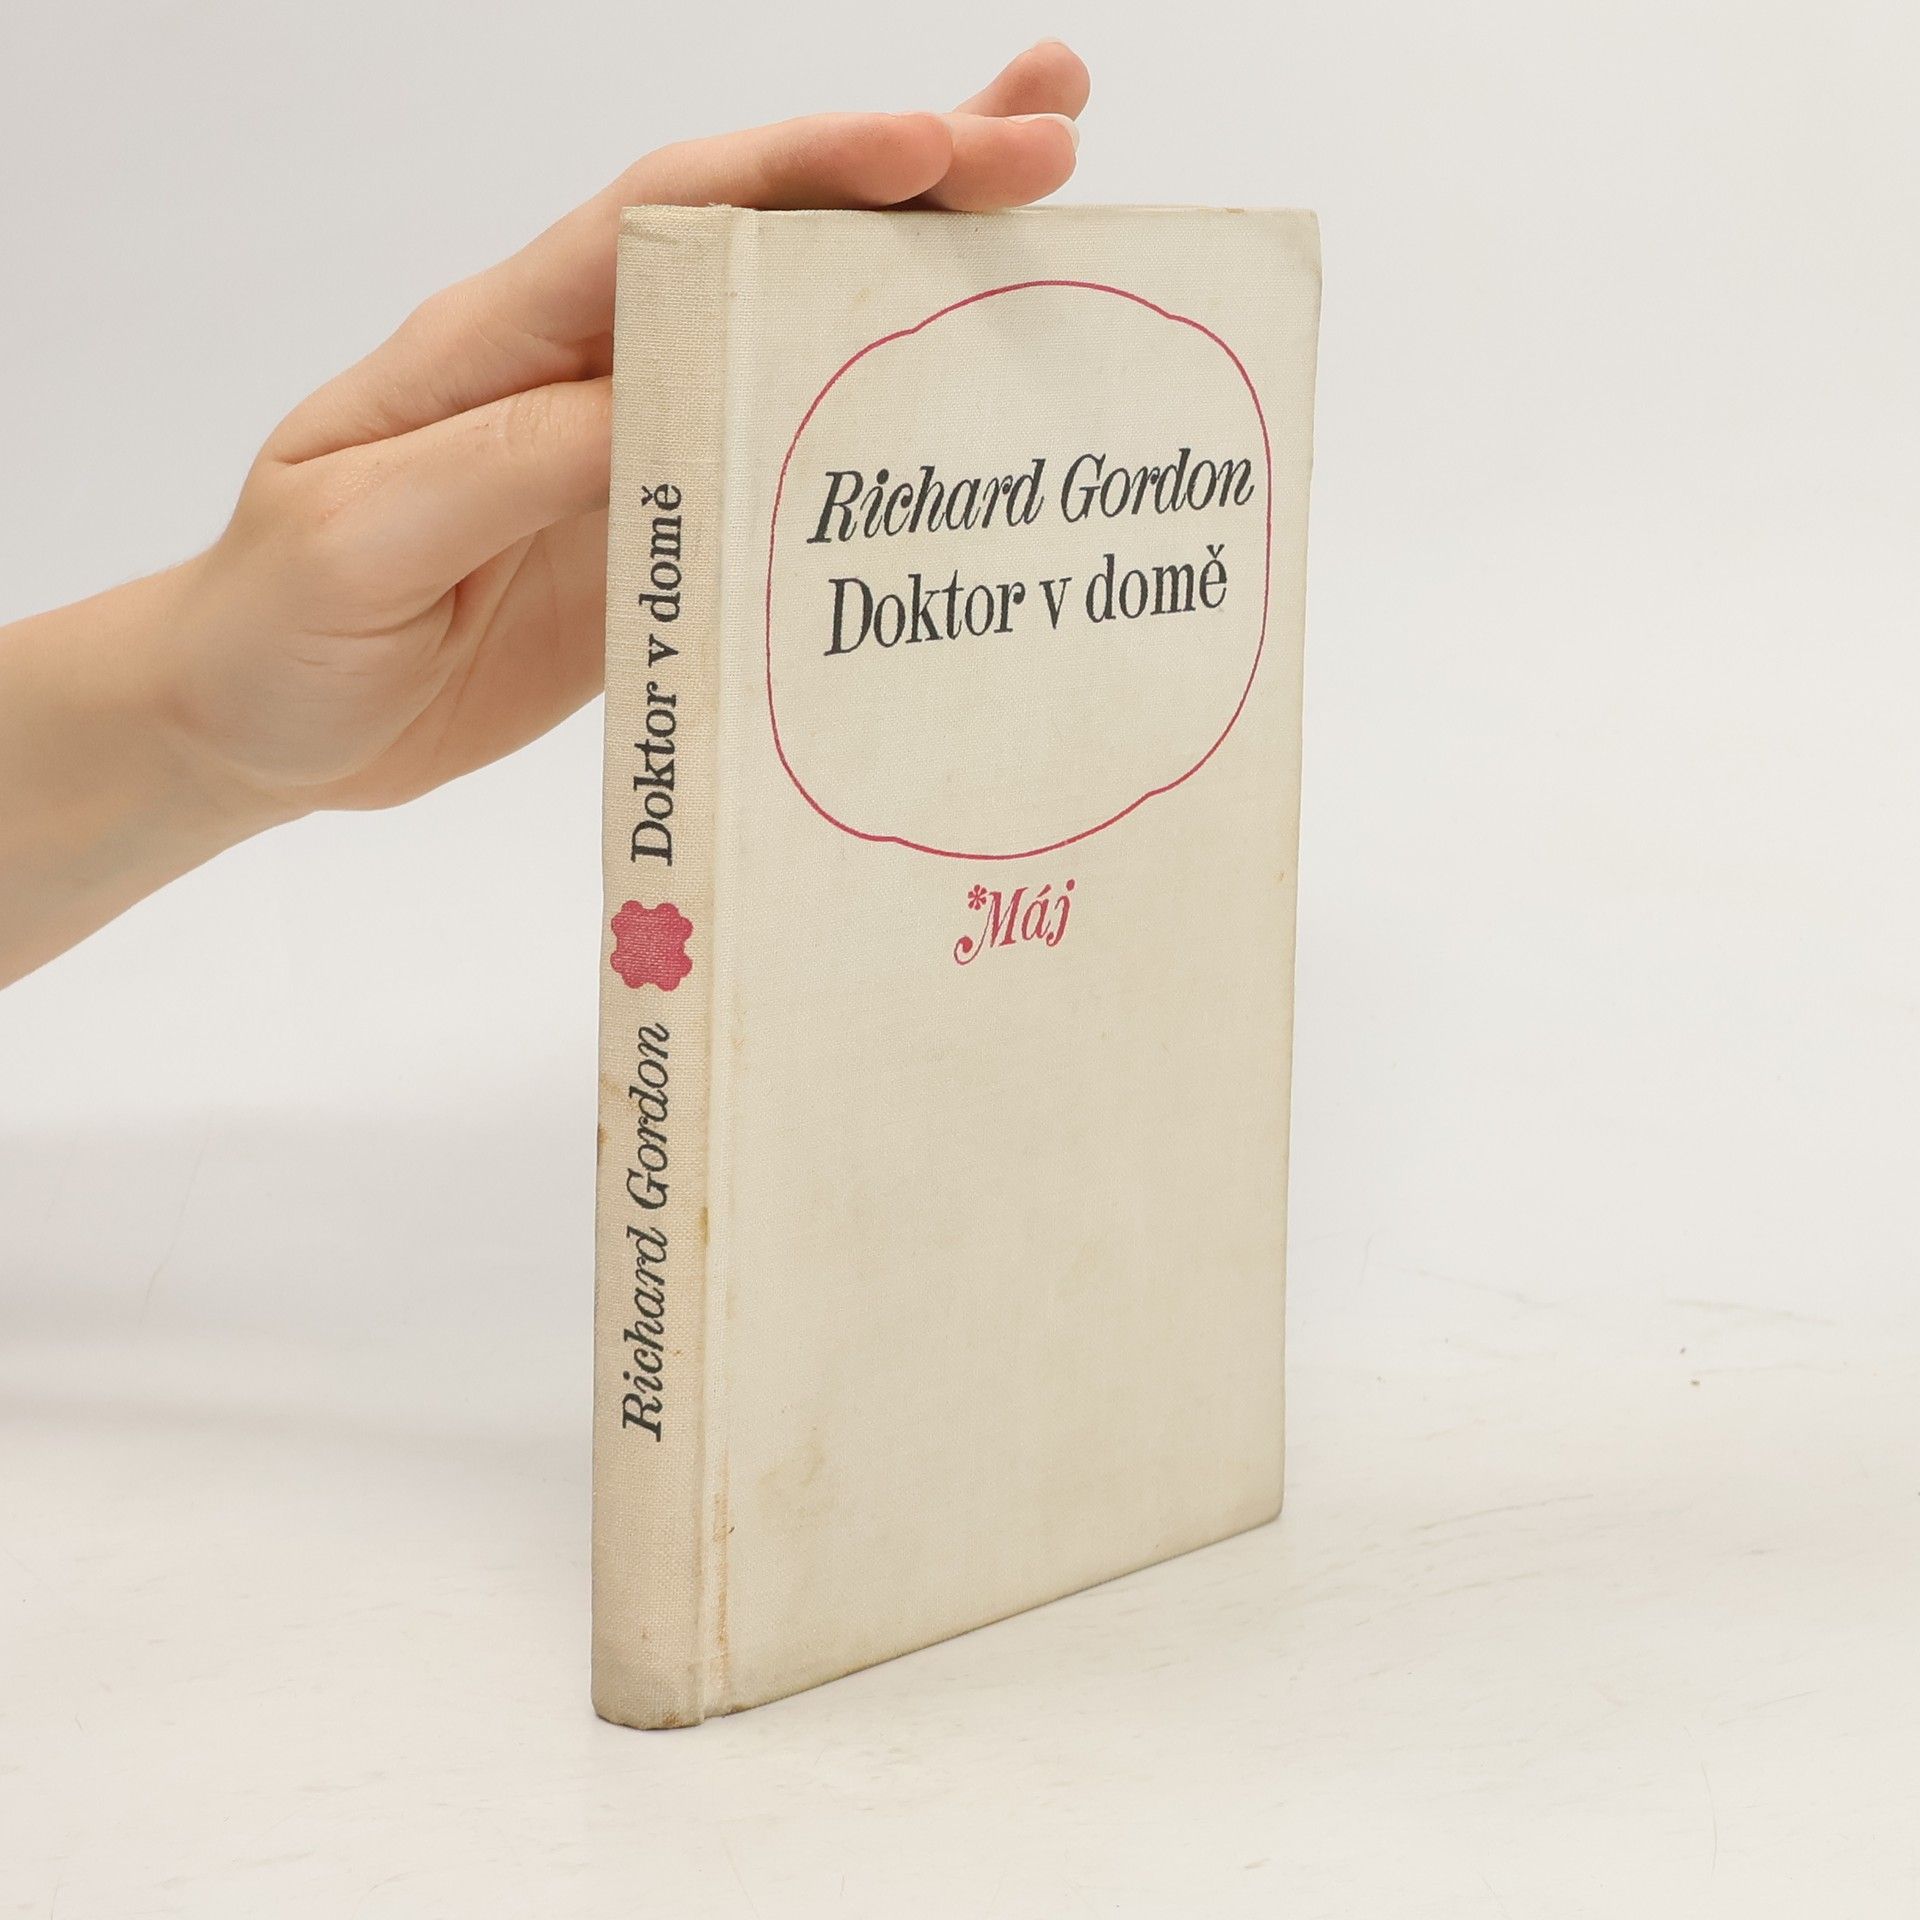 Richard Gordon
Doktor v domě
*Máj
Richard Gordon Doktor v domě